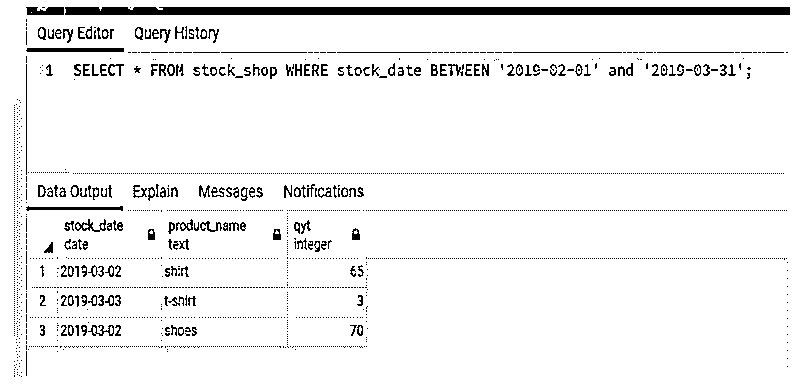 Query Editor Query History
1 SELECT * FROM stock_shop WHERE stock_date BETWEEN '2019-02-01' and '2019-03-31';
Data Output Explain Messages Notifications
stock_date product_name qyt
date text integer
1 2019-03-02 shirt 65
2 2019-03-03 t-shirt 3
3 2019-03-02 shoes 70